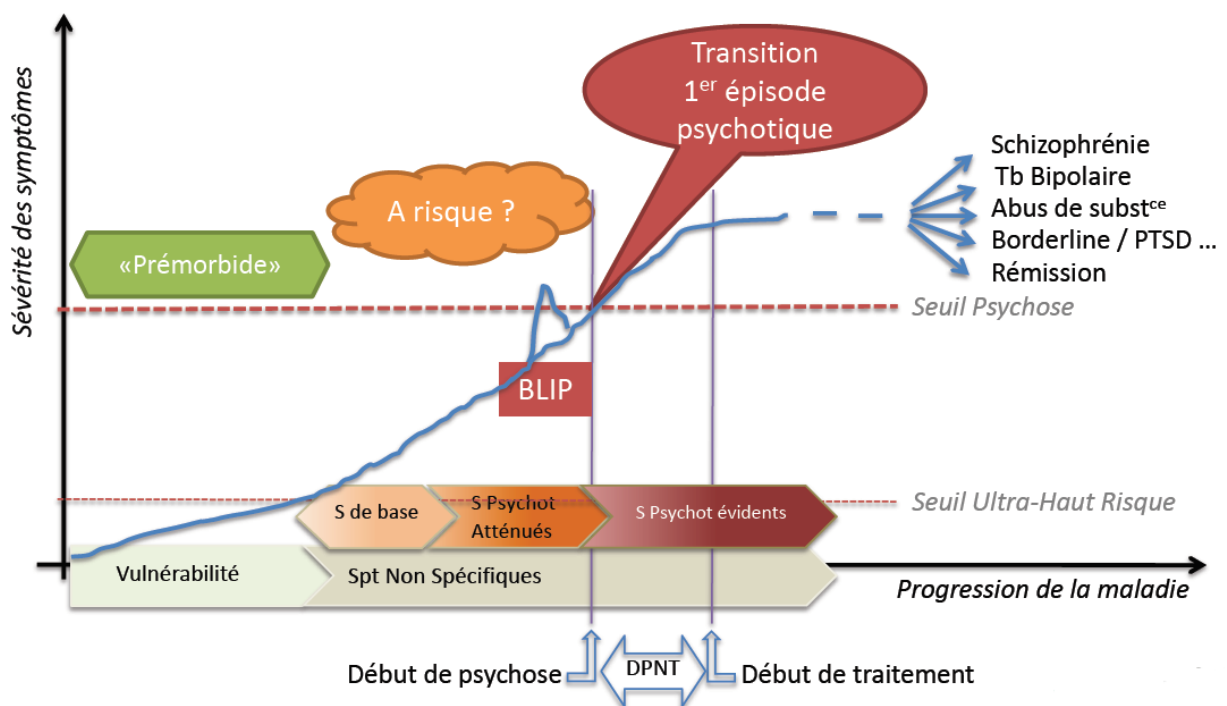 Sévérité des symptômes
Transition
1er épisode
psychotique
A risque ?
«Prémorbide»
Schizophrénie
Tb Bipolaire
Abus de substce
Borderline / PTSD ...
Rémission
Seuil Psychose
BLIP
S de base
S Psychot
Atténués
S Psychot évidents
Seuil Ultra-Haut Risque
Vulnérabilité
Spt Non Spécifiques
Progression de la maladie
Début de psychose
DPNT
Début de traitement